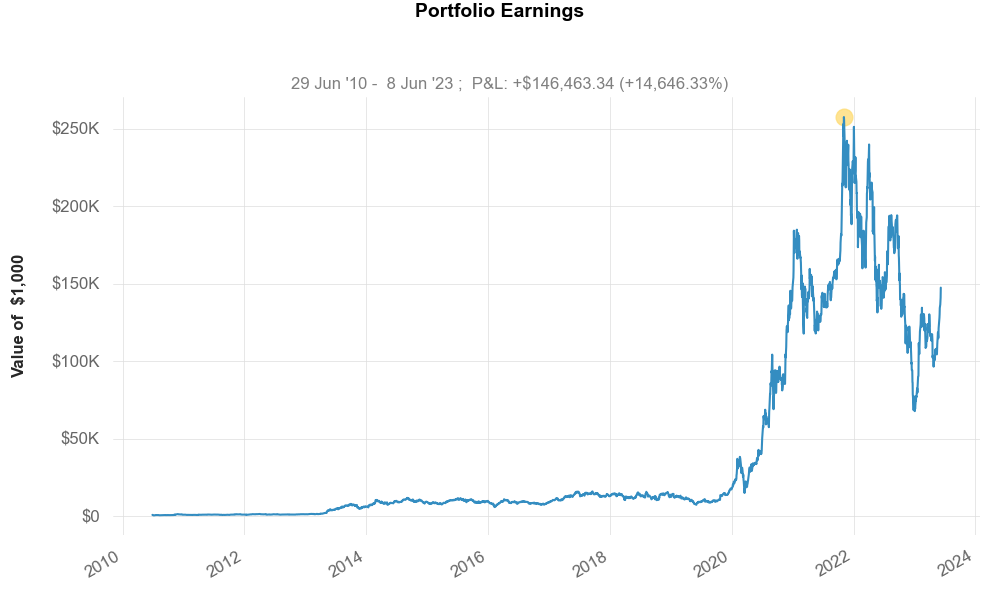 Portfolio Earnings
29 Jun '10 -  8 Jun '23 ;  P&L: +$146,463.34 (+14,646.33%)
Value of  $1,000
$250K
$200K
$150K
$100K
$50K
$0
2010
2012
2014
2016
2018
2020
2022
2024